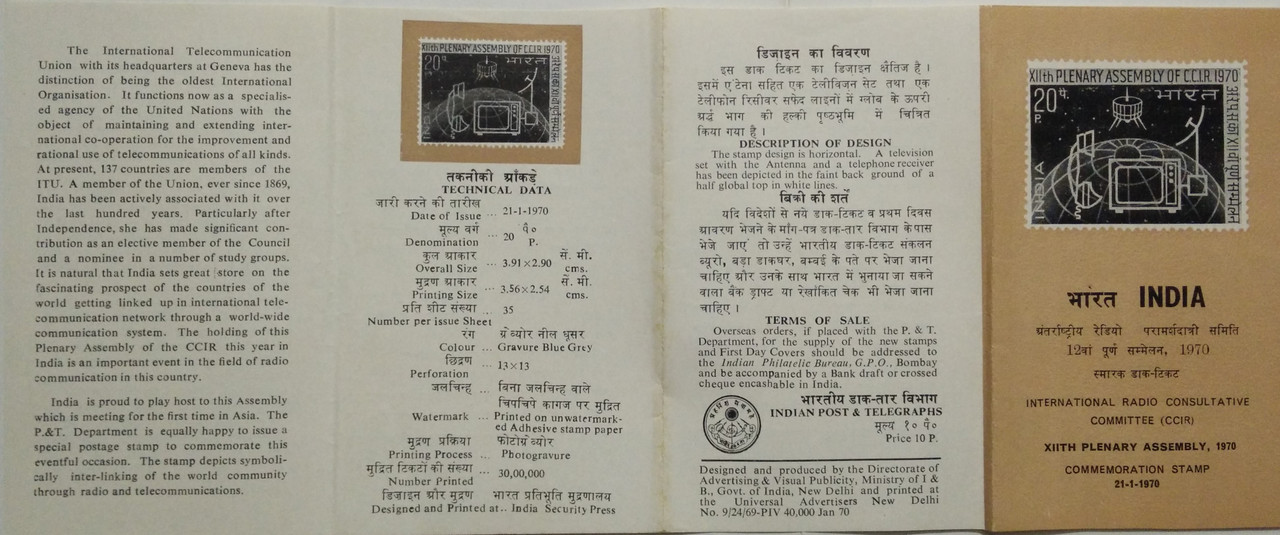 The International Telecommunication
Union with its headquarters at Geneva has the
distinction of being the oldest International
Organisation. It functions now as a specialis-
ed agency of the United Nations with the
object of maintaining and extending inter-
national co-operation for the improvement and
rational use of telecommunications of all kinds.
At present, 137 countries are members of the
ITU. A member of the Union, ever since 1869,
India has been actively associated with it over
the last hundred years. Particularly after
Independence, she has made significant con-
tribution as an elective member of the Council
and a nominee in a number of study groups.
It is natural that India sets great store on the
fascinating prospect of the countries of the
world getting linked up in international tele-
communication network through a world-wide
communication system. The holding of this
Plenary Assembly of the CCIR this year in
India is an important event in the field of radio
communication in this country.
India is proud to play host to this Assembly
which is meeting for the first time in Asia. The
P.&T. Department is equally happy to issue a
special postage stamp to commemorate this
eventful occasion. The stamp depicts symboli-
cally inter-linking of the world community
through radio and telecommunications.
XIIth PLENARY ASSEMBLY OF C.C.I.R. 1970
20 प.
P.
भारत
INDIA
तकनीकी आँकड़े
TECHNICAL DATA
जारी करने की तारीख
Date of Issue ... 21-1-1970
मूल्य वर्ग
Denomination ... 20 पै० P.
कुल आकार
Overall Size ... 3.91×2.90 सें. मी. cms.
मुद्रण आकार
Printing Size ... 3.56×2.54 सें. मी. cms.
प्रति शीट संख्या ... 35
Number per issue Sheet
रंग ग्रेव्योर नील धूसर
Colour ... Gravure Blue Grey
छिद्रण
Perforation ... 13×13
जलचिन्ह ... बिना जलचिन्ह वाले
चिपचिपे कागज पर मुद्रित
Watermark ... Printed on unwatermark-
ed Adhesive stamp paper
मुद्रण प्रक्रिया फोटोग्रेव्योर
Printing Process ... Photogravure
मुद्रित टिकटों की संख्या
Number Printed ... 30,00,000
डिजाइन और मुद्रण भारत प्रतिभूति मुद्रणालय
Designed and Printed at.. India Security Press
डिजाइन का विवरण
इस डाक टिकट का डिजाइन क्षैतिज है ।
इसमें एंटेना सहित एक टेलीविजन सेट तथा एक
टेलीफोन रिसीवर सफेद लाइनों में ग्लोब के ऊपरी
अर्द्ध भाग की हल्की पृष्ठभूमि में चित्रित
किया गया है ।
DESCRIPTION OF DESIGN
The stamp design is horizontal. A television
set with the Antenna and a telephone receiver
has been depicted in the faint back ground of a
half global top in white lines.
बिक्री की शर्तें
यदि विदेशों से नये डाक-टिकट व प्रथम दिवस
आवरण भेजने के माँग-पत्र डाक-तार विभाग के पास
भेजे जाएं तो उन्हें भारतीय डाक-टिकट संकलन
ब्यूरो, बड़ा डाकघर, बम्बई के पते पर भेजा जाना
चाहिए और उनके साथ भारत में भुनाया जा सकने
वाला बैंक ड्राफ्ट या रेखांकित चेक भी भेजा जाना
चाहिए ।
TERMS OF SALE
Overseas orders, if placed with the P. & T.
Department, for the supply of the new stamps
and First Day Covers should be addressed to
the Indian Philatelic Bureau, G.P.O., Bombay
and be accompanied by a Bank draft or crossed
cheque encashable in India.
भारतीय डाक-तार विभाग
INDIAN POST & TELEGRAPHS
मूल्य १० पै०
Price 10 P.
Designed and produced by the Directorate of
Advertising & Visual Publicity, Ministry of I &
B., Govt. of India, New Delhi and printed at
the Universal Advertisers New Delhi
No. 9/24/69-PIV 40,000 Jan 70
XIIth PLENARY ASSEMBLY OF C.C.I.R. 1970
20 प.
P.
भारत
INDIA
भारत INDIA
अंतर्राष्ट्रीय रेडियो परामर्शदात्री समिति
12वां पूर्ण सम्मेलन, 1970
स्मारक डाक-टिकट
INTERNATIONAL RADIO CONSULTATIVE
COMMITTEE (CCIR)
XIITH PLENARY ASSEMBLY, 1970
COMMEMORATION STAMP
21-1-1970